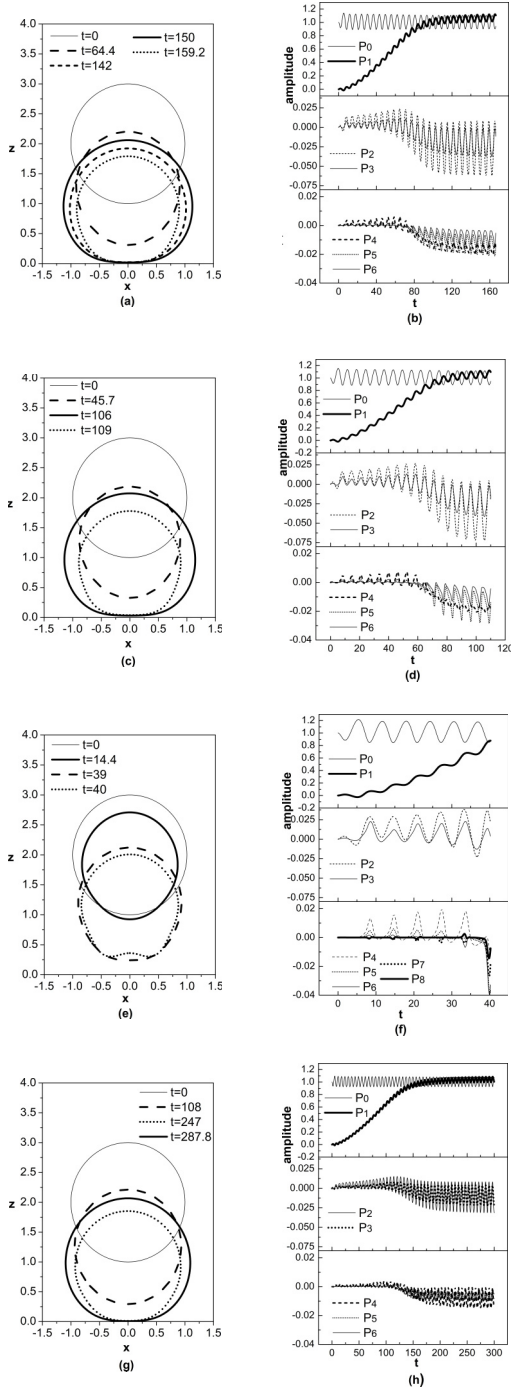 t=0
t=64.4
t=142
t=150
t=159.2
4.0
3.5
3.0
2.5
2.0
1.5
1.0
0.5
0.0
z
-1.5 -1.0 -0.5 0.0 0.5 1.0 1.5
x
(a)
1.2
1.0
0.8
0.6
0.4
0.2
0.0
-0.2
amplitude
P0
P1
0.025
0.000
-0.025
-0.050
-0.075
P2
P3
0.02
0.00
-0.02
-0.04
P4
P5
P6
0 40 80 120 160
t
(b)
t=0
t=45.7
t=106
t=109
4.0
3.5
3.0
2.5
2.0
1.5
1.0
0.5
0.0
z
-1.5 -1.0 -0.5 0.0 0.5 1.0 1.5
x
(c)
1.2
1.0
0.8
0.6
0.4
0.2
0.0
-0.2
amplitude
P0
P1
0.025
0.000
-0.025
-0.050
-0.075
P2
P3
0.02
0.00
-0.02
-0.04
P4
P5
P6
0 20 40 60 80 100 120
t
(d)
t=0
t=14.4
t=39
t=40
4.0
3.5
3.0
2.5
2.0
1.5
1.0
0.5
0.0
z
-1.5 -1.0 -0.5 0.0 0.5 1.0 1.5
x
(e)
1.2
1.0
0.8
0.6
0.4
0.2
0.0
-0.2
amplitude
P0
P1
0.025
0.000
-0.025
-0.050
-0.075
P2
P3
0.02
0.00
-0.02
-0.04
P4
P5
P6
P7
P8
0 10 20 30 40
t
(f)
t=0
t=108
t=247
t=287.8
4.0
3.5
3.0
2.5
2.0
1.5
1.0
0.5
0.0
z
-1.5 -1.0 -0.5 0.0 0.5 1.0 1.5
x
(g)
1.2
1.0
0.8
0.6
0.4
0.2
0.0
-0.2
amplitude
P0
P1
0.025
0.000
-0.025
-0.050
-0.075
P2
P3
0.00
-0.02
-0.04
P4
P5
P6
0 50 100 150 200 250 300
t
(h)